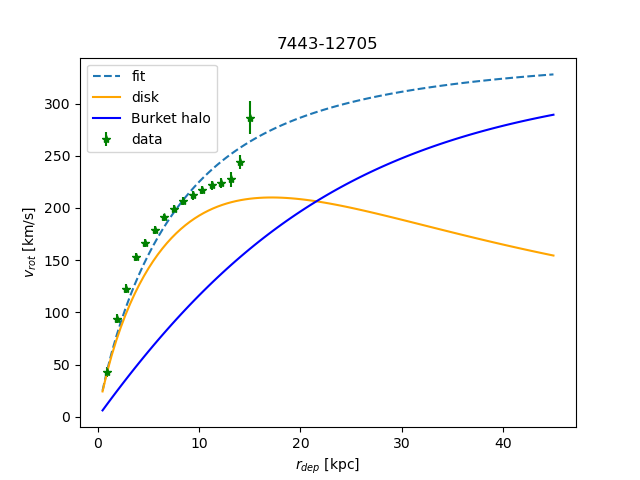 7443-12705
fit
disk
Burket halo
data
300
250
200
150
100
50
0
v_rot [km/s]
0 10 20 30 40
r_dep [kpc]